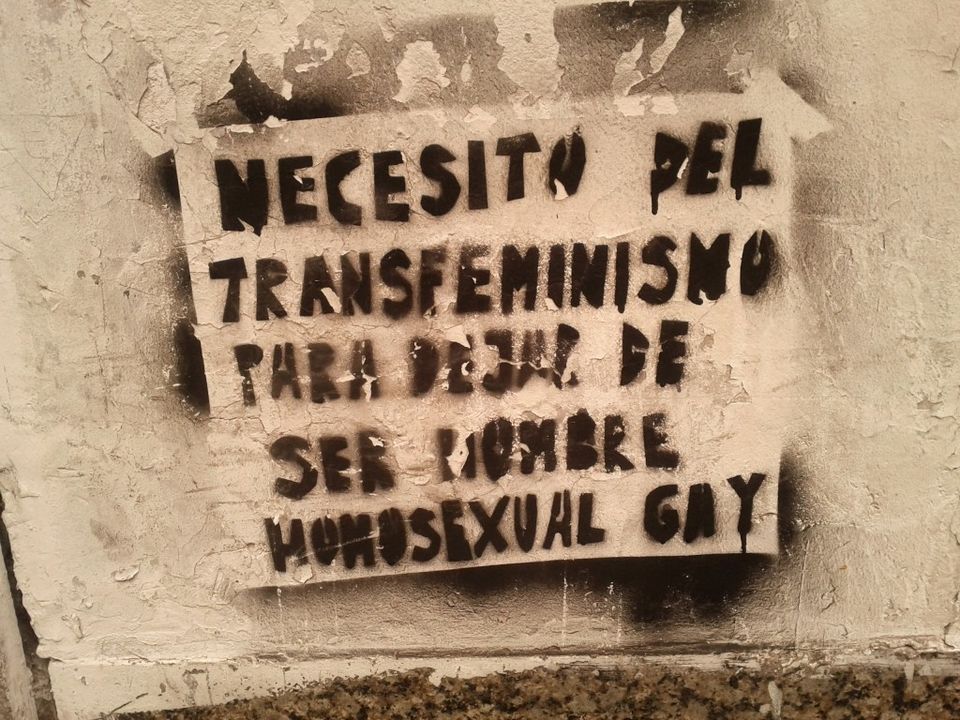 NECESITO DEL
TRANSFEMINISMO
PARA DEJAR DE
SER HOMBRE
HOMOSEXUAL GAY